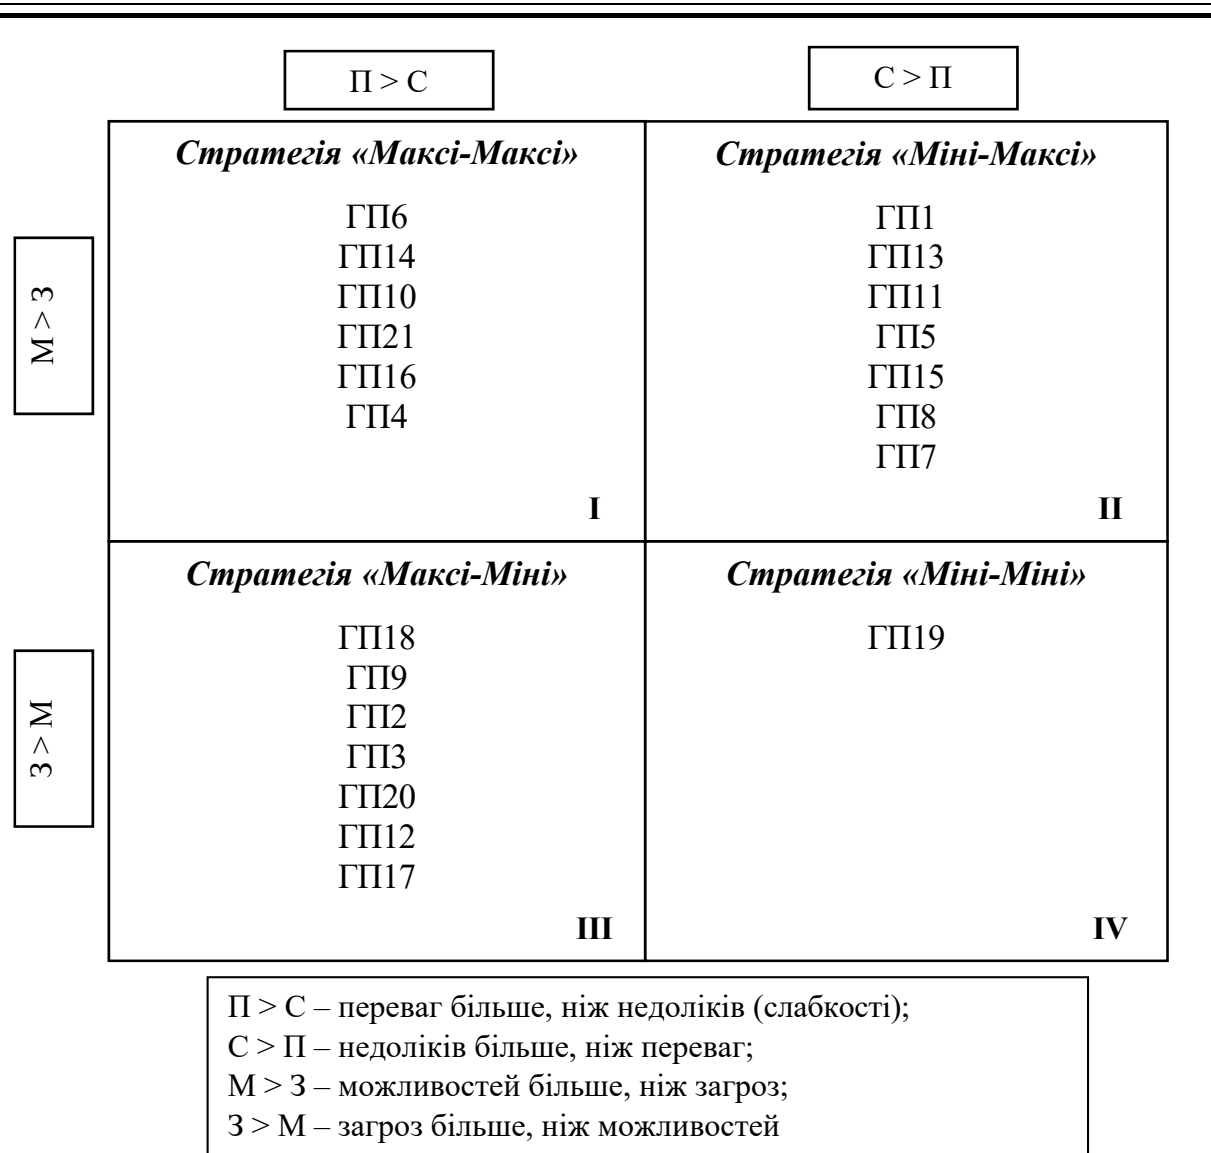 П > С
С > П
М > З
Стратегія «Максі-Максі»
ГП6
ГП14
ГП10
ГП21
ГП16
ГП4
I
Стратегія «Міні-Максі»
ГП1
ГП13
ГП11
ГП5
ГП15
ГП8
ГП7
II
З > М
Стратегія «Максі-Міні»
ГП18
ГП9
ГП2
ГП3
ГП20
ГП12
ГП17
III
Стратегія «Міні-Міні»
ГП19
IV
П > С – переваг більше, ніж недоліків (слабкості);
С > П – недоліків більше, ніж переваг;
М > З – можливостей більше, ніж загроз;
З > М – загроз більше, ніж можливостей